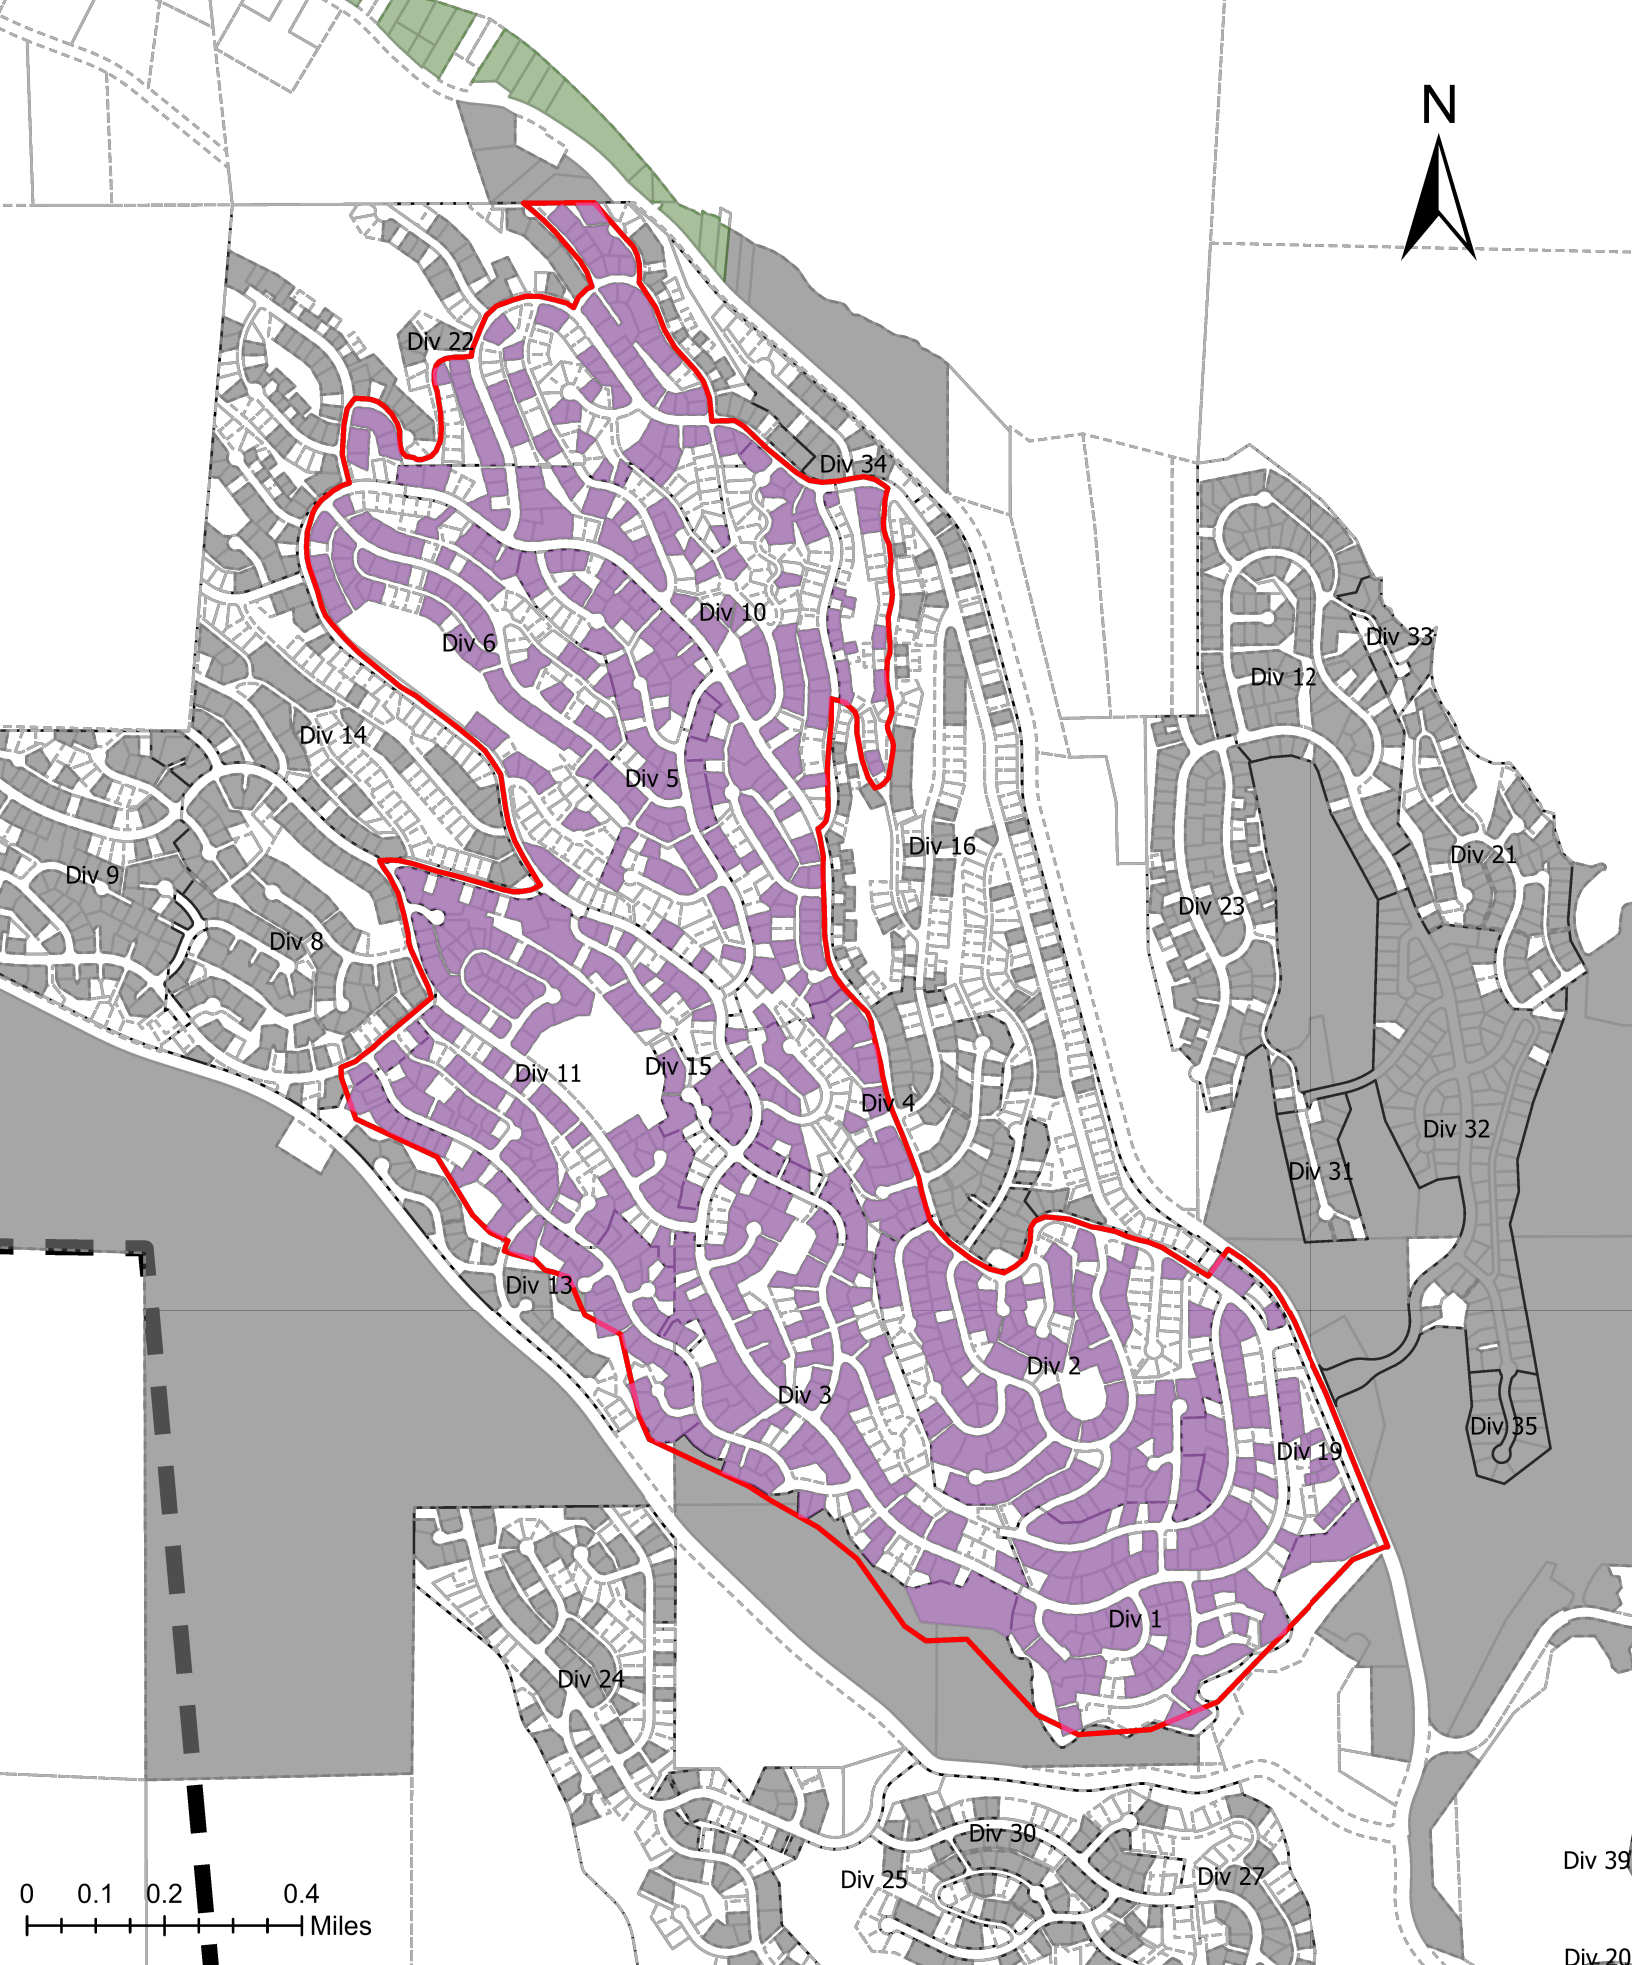 N
Div 22
Div 34
Div 10
Div 33
Div 6
Div 12
Div 14
Div 5
Div 16
Div 21
Div 9
Div 23
Div 8
Div 15
Div 11
Div 4
Div 32
Div 31
Div 13
Div 2
Div 3
Div 35
Div 19
Div 1
Div 24
Div 30
Div 39
Div 25
Div 27
0 0.1 0.2 0.4
Miles
Div 20